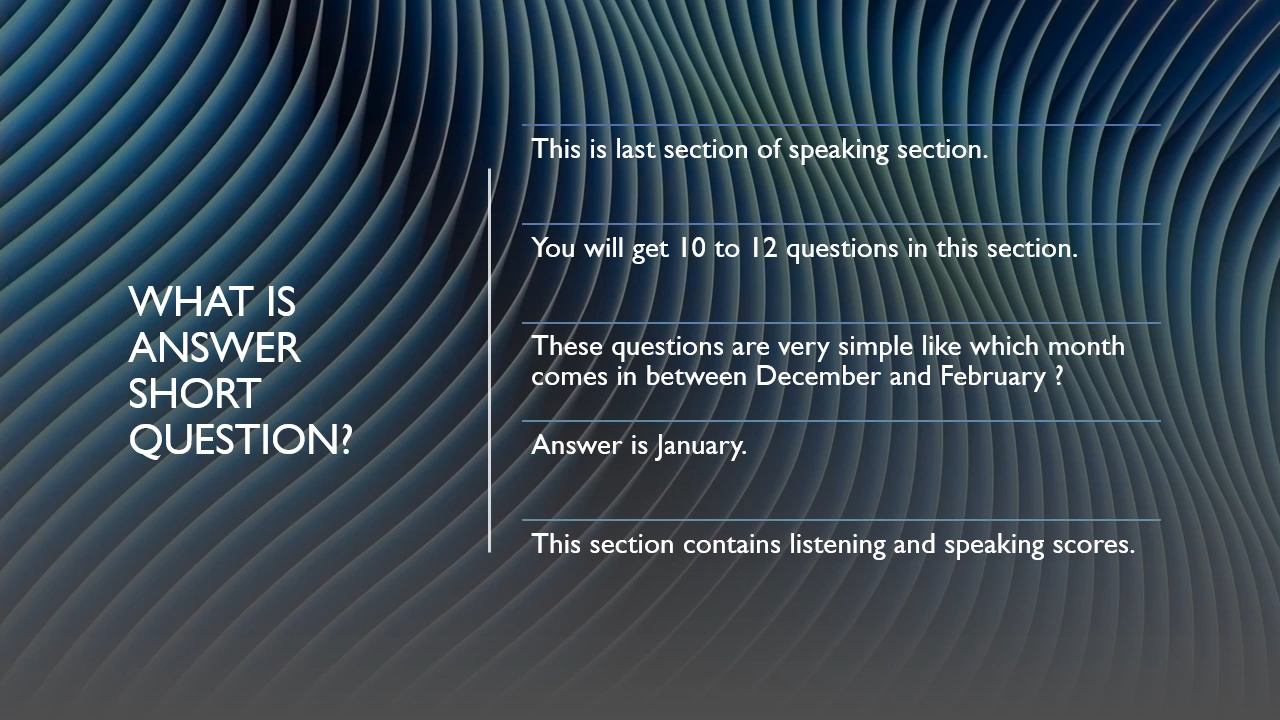 WHAT IS
ANSWER
SHORT
QUESTION?
This is last section of speaking section.
You will get 10 to 12 questions in this section.
These questions are very simple like which month
comes in between December and February ?
Answer is January.
This section contains listening and speaking scores.